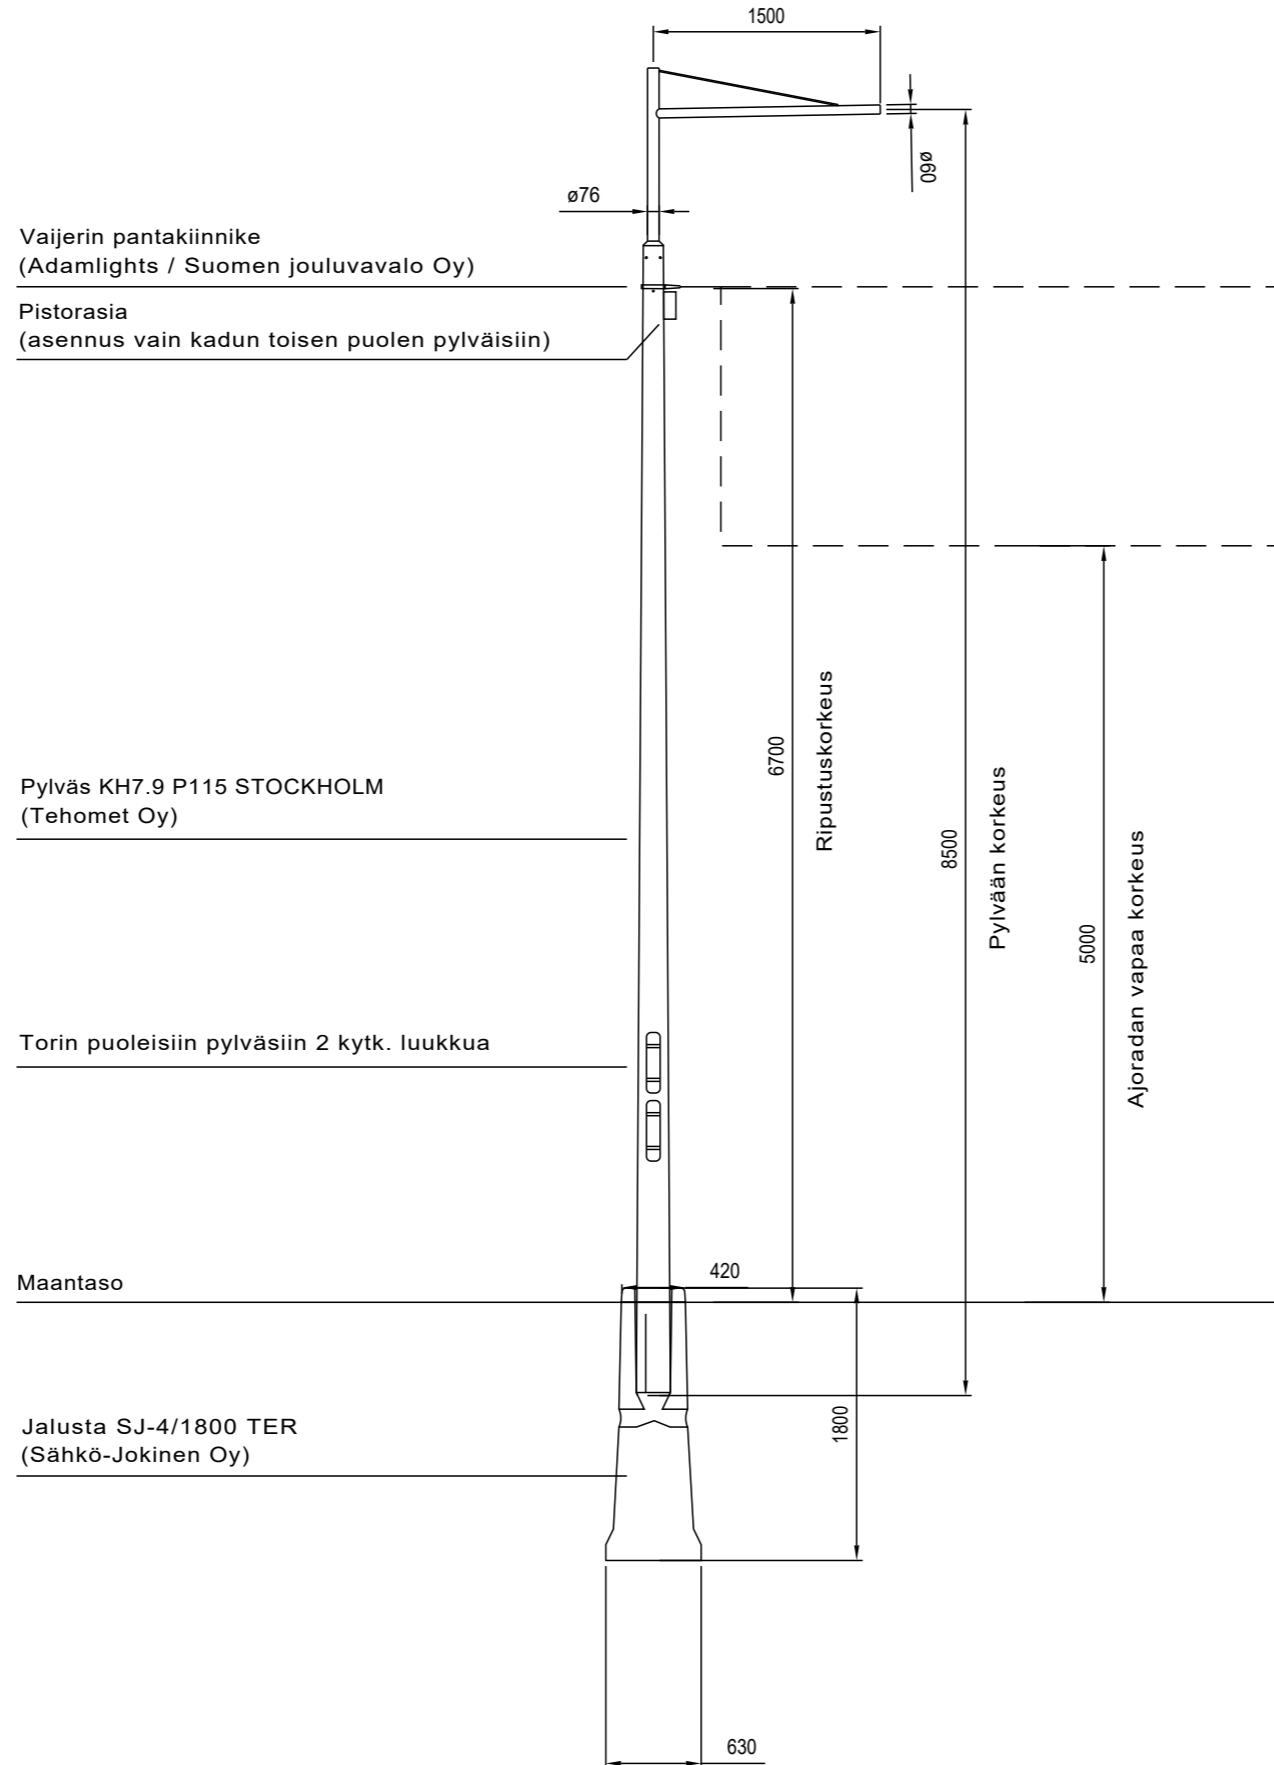 1500
ø60
ø76
Vaijerin pantakiinnike
(Adamlights / Suomen jouluvavalo Oy)
Pistorasia
(asennus vain kadun toisen puolen pylväisiin)
6700
Ripustuskorkeus
Pylväs KH7.9 P115 STOCKHOLM
(Tehomet Oy)
8500
Pylvään korkeus
5000
Ajoradan vapaa korkeus
Torin puoleisiin pylväsiin 2 kytk. luukkua
420
Maantaso
1800
Jalusta SJ-4/1800 TER
(Sähkö-Jokinen Oy)
630